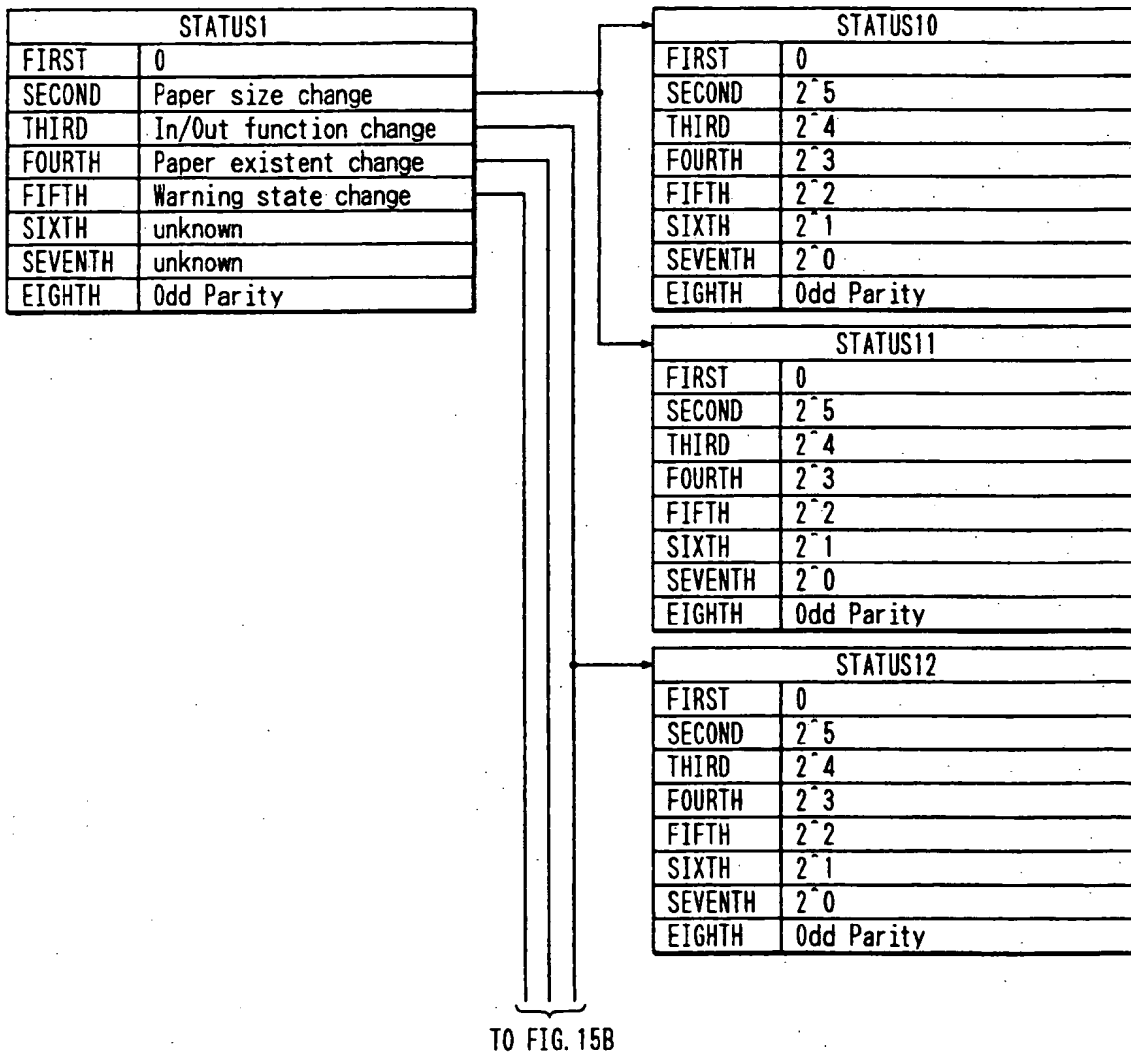 STATUS1
FIRST 0
SECOND Paper size change
THIRD In/Out function change
FOURTH Paper existent change
FIFTH Warning state change
SIXTH unknown
SEVENTH unknown
EIGHTH Odd Parity
STATUS10
FIRST 0
SECOND 2^5
THIRD 2^4
FOURTH 2^3
FIFTH 2^2
SIXTH 2^1
SEVENTH 2^0
EIGHTH Odd Parity
STATUS11
FIRST 0
SECOND 2^5
THIRD 2^4
FOURTH 2^3
FIFTH 2^2
SIXTH 2^1
SEVENTH 2^0
EIGHTH Odd Parity
STATUS12
FIRST 0
SECOND 2^5
THIRD 2^4
FOURTH 2^3
FIFTH 2^2
SIXTH 2^1
SEVENTH 2^0
EIGHTH Odd Parity
TO FIG. 15B